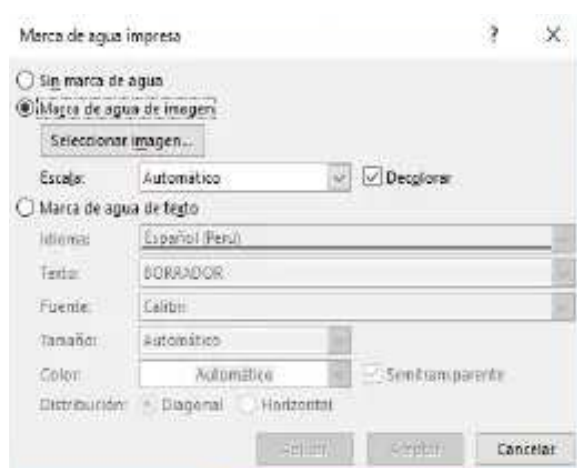 Marca de agua impresa ? X
Sin marca de agua
Marca de agua de imagen
Seleccionar imagen...
Escala: Automático Decolorar
Marca de agua de texto
Idioma: Español (Perú)
Texto: BORRADOR
Fuente: Calibri
Tamaño: Automático
Color: Automático Semitransparente
Distribución: Diagonal Horizontal
Aplicar Aceptar Cancelar